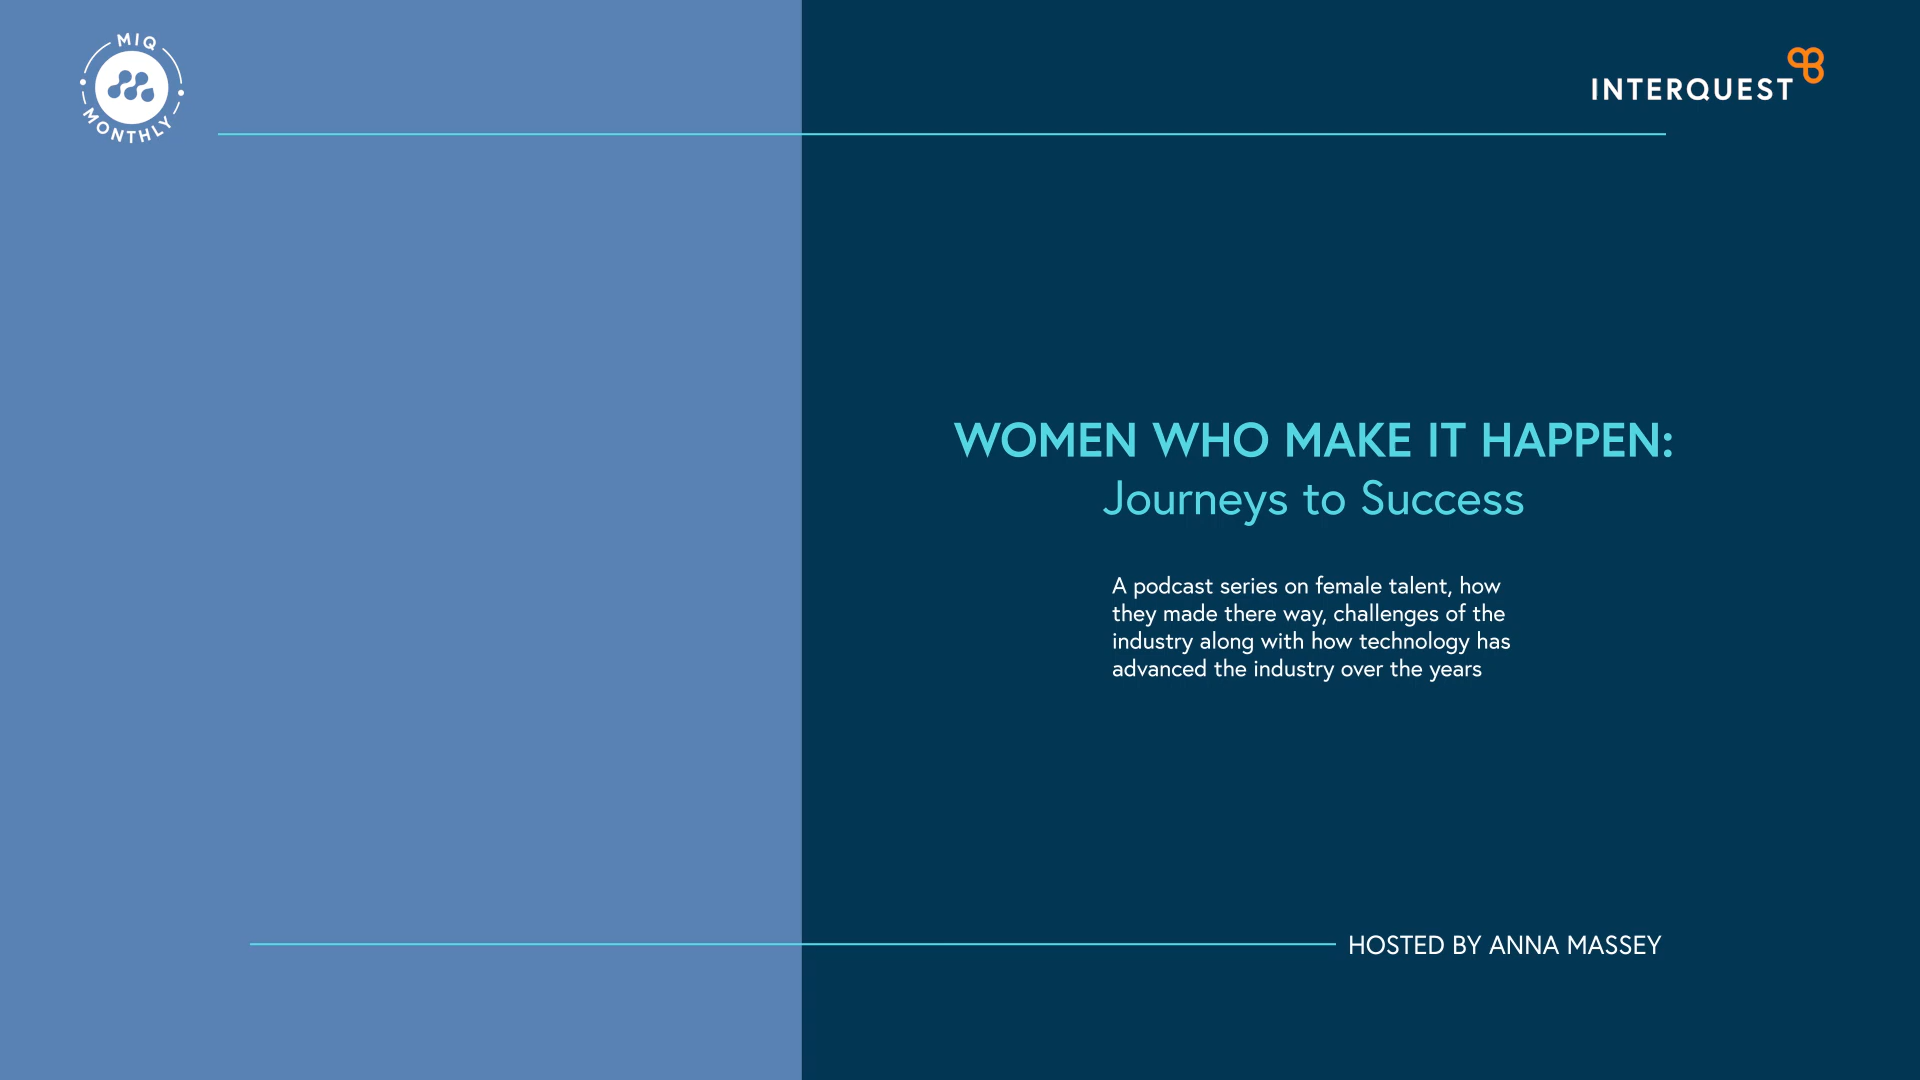 MIQ
MONTHLY
INTERQUEST
WOMEN WHO MAKE IT HAPPEN:
Journeys to Success
A podcast series on female talent, how
they made there way, challenges of the
industry along with how technology has
advanced the industry over the years
HOSTED BY ANNA MASSEY